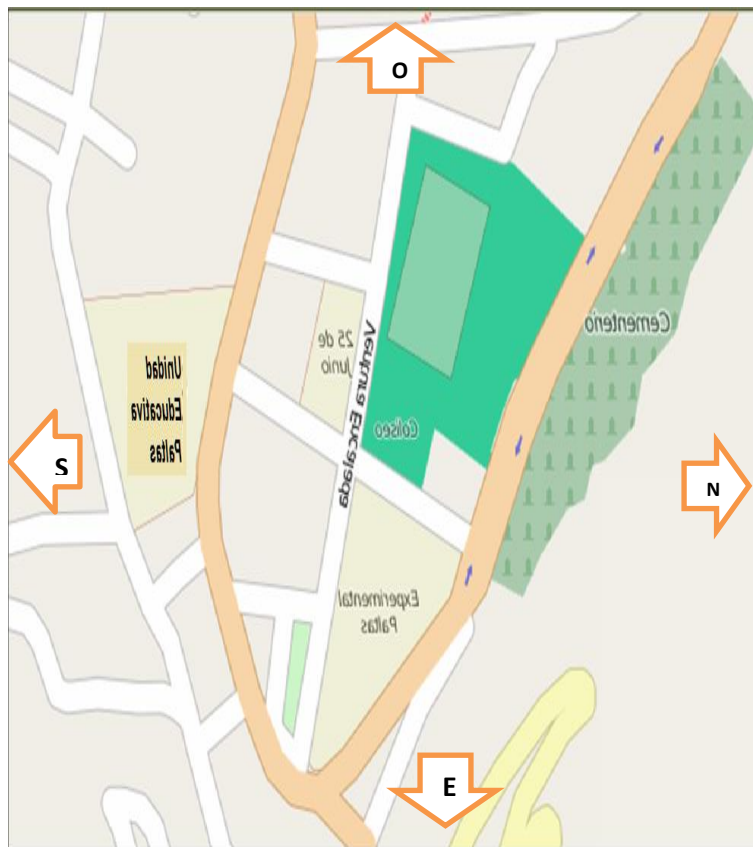 O
Cementerio
25 de
Junio
Ventura Encalada
Unidad
Educativa
Paltas
Coliseo
S
N
Experimental
Paltas
E